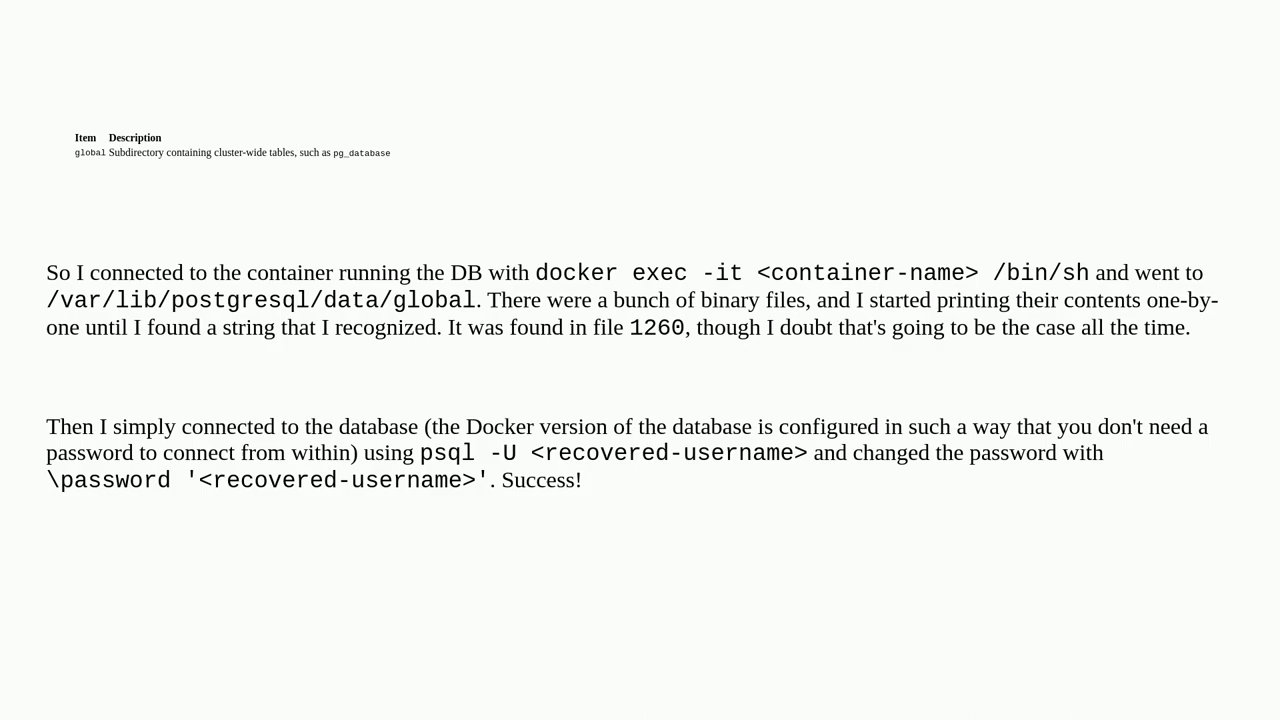 Item Description
global Subdirectory containing cluster-wide tables, such as pg_database
So I connected to the container running the DB with docker exec -it <container-name> /bin/sh and went to
/var/lib/postgresql/data/global. There were a bunch of binary files, and I started printing their contents one-by-
one until I found a string that I recognized. It was found in file 1260, though I doubt that's going to be the case all the time.
Then I simply connected to the database (the Docker version of the database is configured in such a way that you don't need a
password to connect from within) using psql -U <recovered-username> and changed the password with
\password '<recovered-username>'. Success!